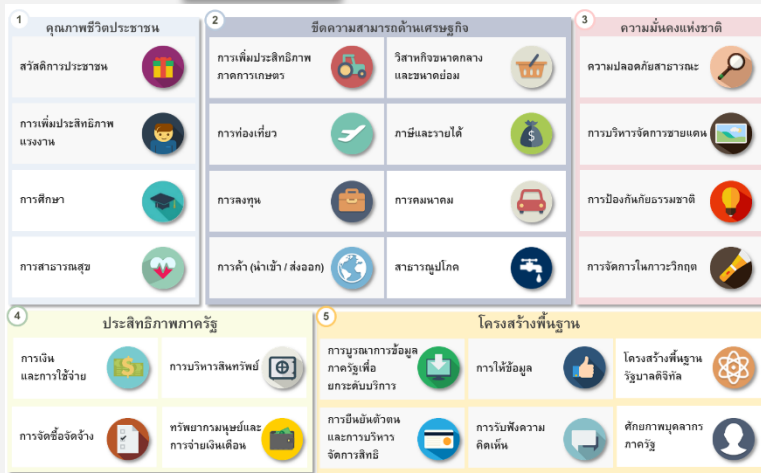 1
คุณภาพชีวิตประชาชน
สวัสดิการประชาชน
การเพิ่มประสิทธิภาพ
แรงงาน
การศึกษา
การสาธารณสุข
2
ขีดความสามารถด้านเศรษฐกิจ
การเพิ่มประสิทธิภาพ
ภาคการเกษตร
วิสาหกิจขนาดกลาง
และขนาดย่อม
การท่องเที่ยว
ภาษีและรายได้
การลงทุน
การคมนาคม
การค้า (นำเข้า / ส่งออก)
สาธารณูปโภค
3
ความมั่นคงแห่งชาติ
ความปลอดภัยสาธารณะ
การบริหารจัดการชายแดน
การป้องกันภัยธรรมชาติ
การจัดการในภาวะวิกฤต
4
ประสิทธิภาพภาครัฐ
การเงิน
และการใช้จ่าย
การบริหารสินทรัพย์
การจัดซื้อจัดจ้าง
ทรัพยากรมนุษย์และ
การจ่ายเงินเดือน
5
โครงสร้างพื้นฐาน
การบูรณาการข้อมูล
ภาครัฐเพื่อ
ยกระดับบริการ
การให้ข้อมูล
โครงสร้างพื้นฐาน
รัฐบาลดิจิทัล
การยืนยันตัวตน
และการบริหาร
จัดการสิทธิ
การรับฟังความ
คิดเห็น
ศักยภาพบุคลากร
ภาครัฐ